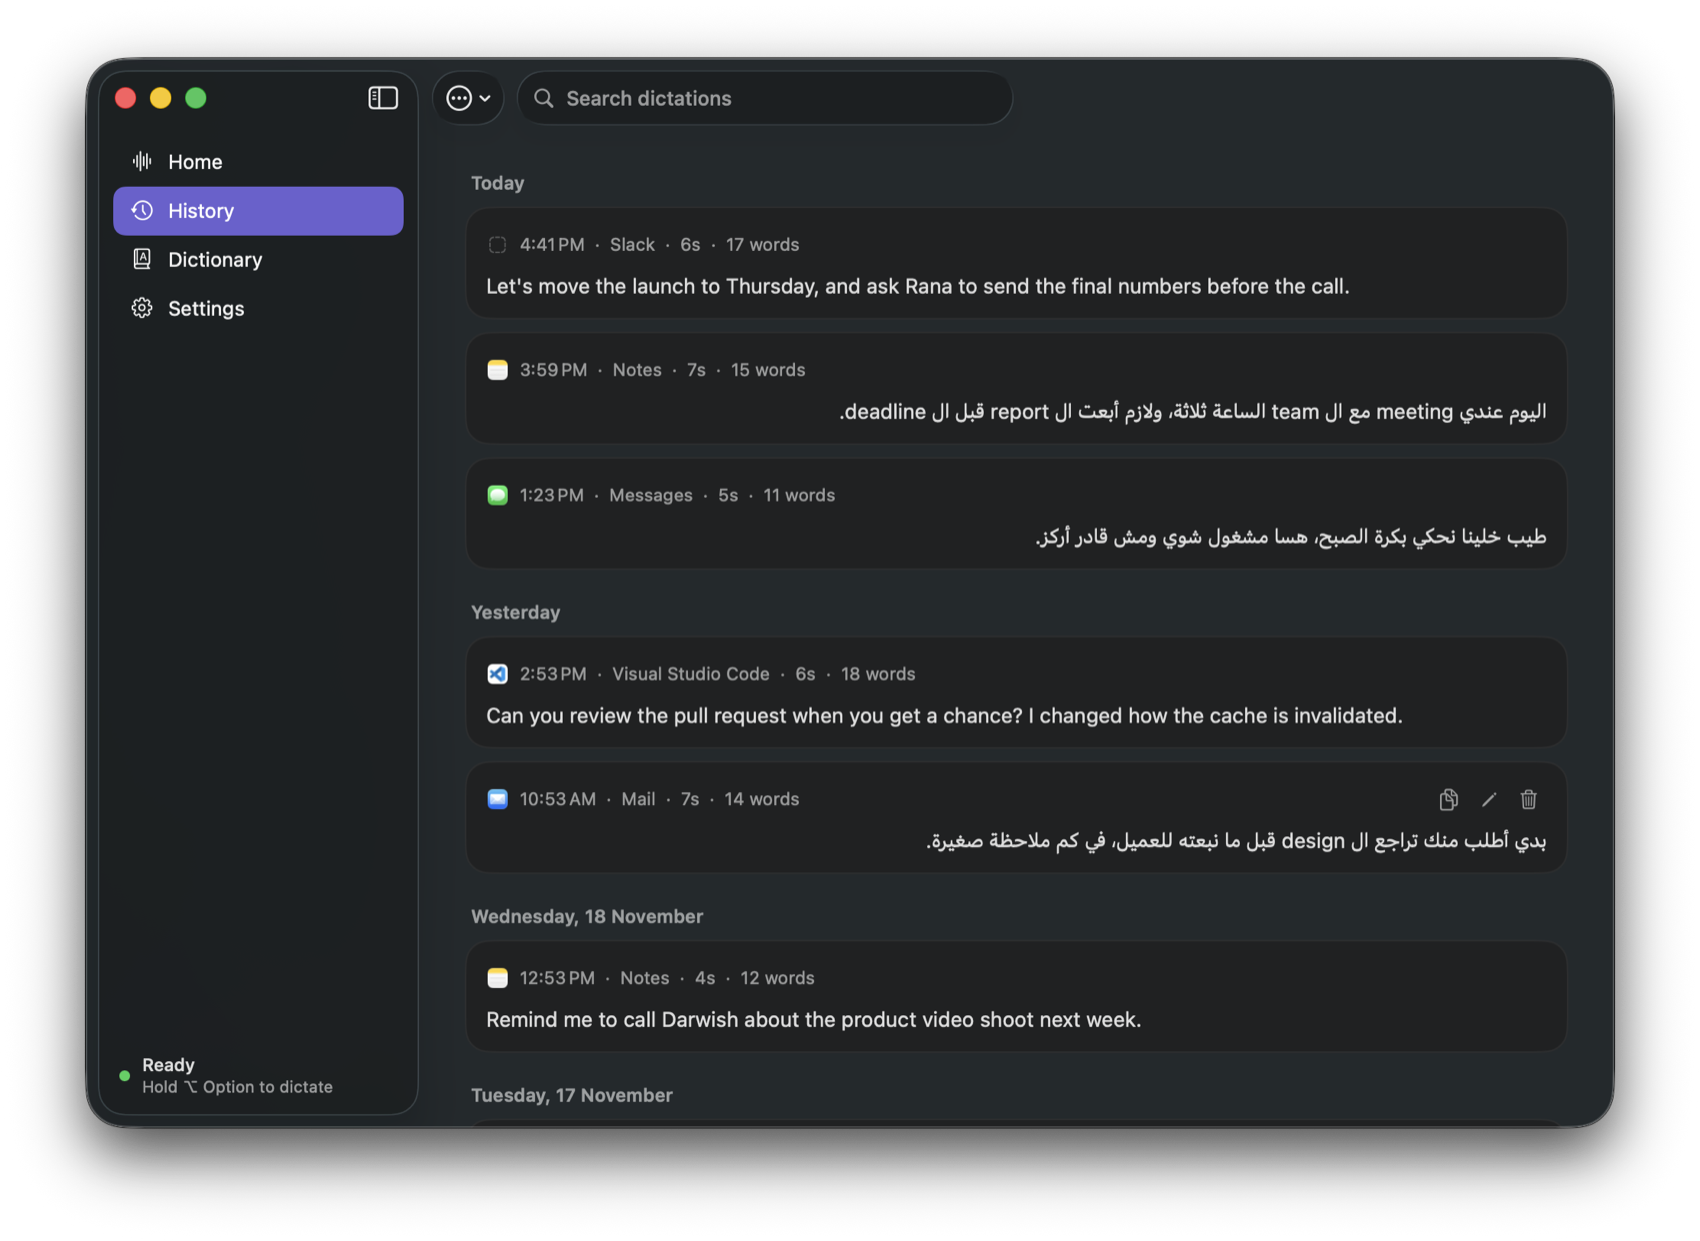 Search dictations
Home
History
Dictionary
Settings
Today
4:41 PM · Slack · 6s · 17 words
Let's move the launch to Thursday, and ask Rana to send the final numbers before the call.
3:59 PM · Notes · 7s · 15 words
اليوم عندي meeting مع ال team الساعة ثلاثة، ولازم أبعت ال report قبل ال deadline.
1:23 PM · Messages · 5s · 11 words
طيب خلينا نحكي بكرة الصبح، هسا مشغول شوي ومش قادر أركز.
Yesterday
2:53 PM · Visual Studio Code · 6s · 18 words
Can you review the pull request when you get a chance? I changed how the cache is invalidated.
10:53 AM · Mail · 7s · 14 words
بدي أطلب منك تراجع ال design قبل ما نبعته للعميل، في كم ملاحظة صغيرة.
Wednesday, 18 November
12:53 PM · Notes · 4s · 12 words
Remind me to call Darwish about the product video shoot next week.
Tuesday, 17 November
Ready
Hold ⌥ Option to dictate